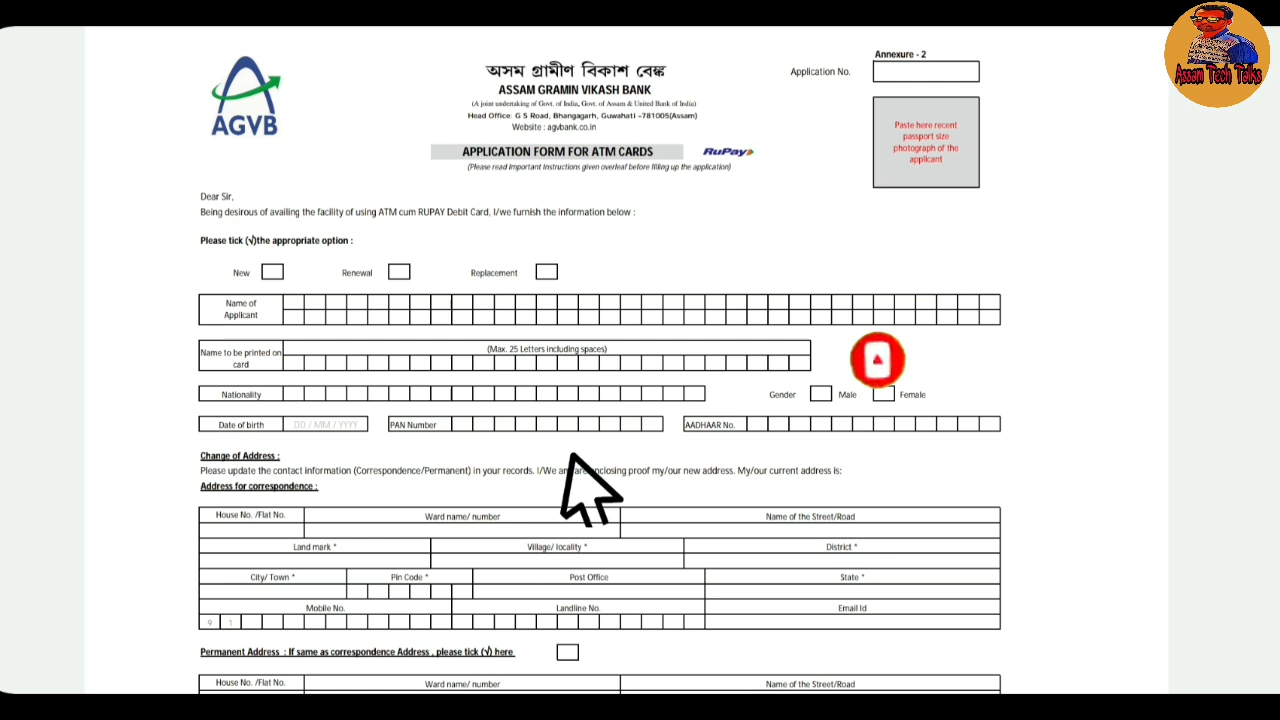 Annexure - 2
Assam Tech Talks
অসম গ্রামীণ বিকাশ বেঙ্ক
Application No.
ASSAM GRAMIN VIKASH BANK
(A joint undertaking of Govt. of India, Govt. of Assam & United Bank of India)
Head Office: G S Road, Bhangagarh, Guwahati -781005(Assam)
Website : agvbank.co.in
AGVB
Paste here recent
passport size
photograph of the
applicant
APPLICATION FORM FOR ATM CARDS
RuPay
(Please read Important Instructions given overleaf before filling up the application)
Dear Sir,
Being desirous of availing the facility of using ATM cum RUPAY Debit Card, I/we furnish the information below :
Please tick (√)the appropriate option :
New Renewal Replacement
Name of
Applicant
Name to be printed on
card
(Max. 25 Letters including spaces)
Nationality Gender Male Female
Date of birth DD / MM / YYYY PAN Number AADHAAR No.
Change of Address :
Please update the contact information (Correspondence/Permanent) in your records. I/We enclosing proof my/our new address. My/our current address is:
Address for correspondence :
House No. /Flat No. Ward name/ number Name of the Street/Road
Land mark * Village/ locality * District *
City/ Town * Pin Code * Post Office State *
Mobile No. Landline No. Email Id
9 1
Permanent Address : If same as correspondence Address , please tick (√) here
House No. /Flat No. Ward name/ number Name of the Street/Road